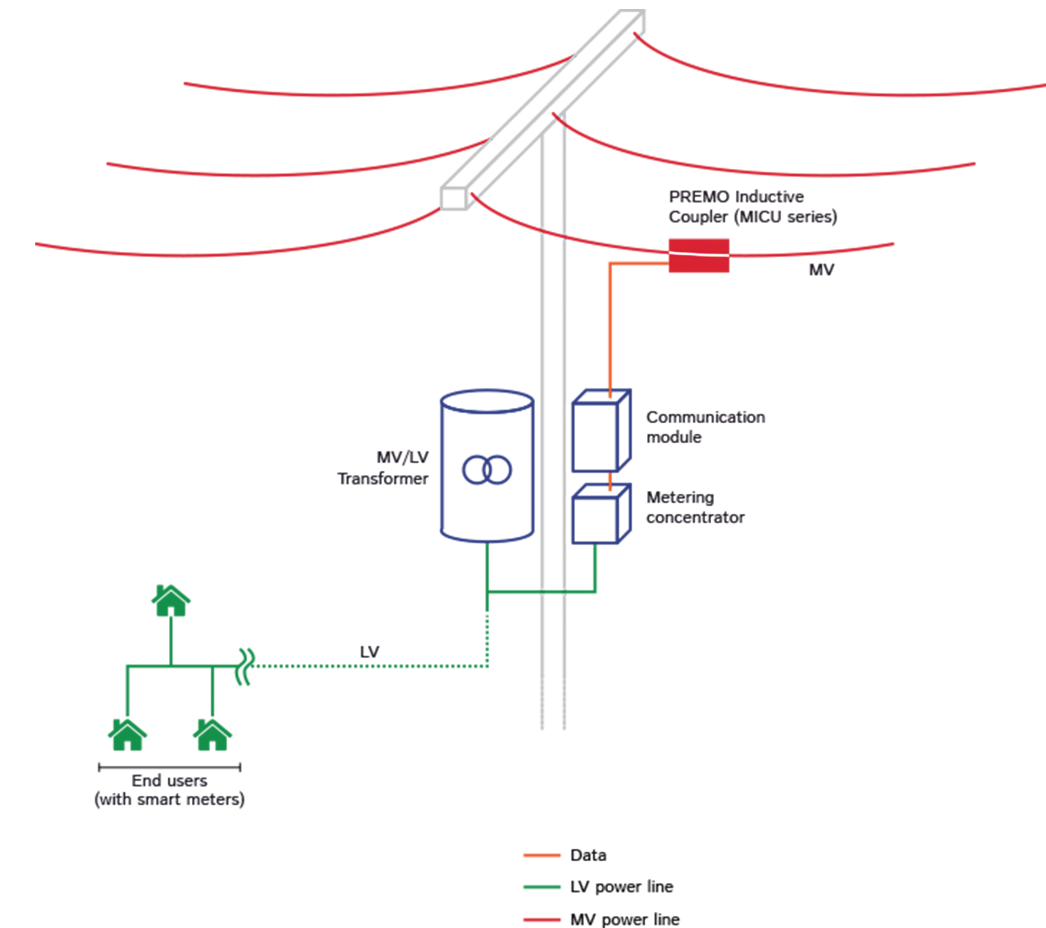 PREMO Inductive
Coupler (MICU series)
MV
Communication
module
MV/LV
Transformer
Metering
concentrator
LV
End users
(with smart meters)
Data
LV power line
MV power line